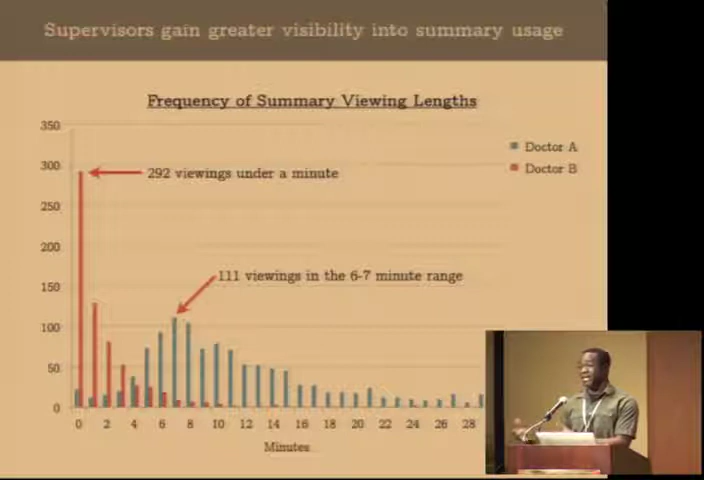 Supervisors gain greater visibility into summary usage
Frequency of Summary Viewing Lengths
350
Doctor A
Doctor B
300
292 viewings under a minute
250
200
150
111 viewings in the 6-7 minute range
100
50
0
0 2 4 6 8 10 12 14 16 18 20 22 24 26 28
Minutes